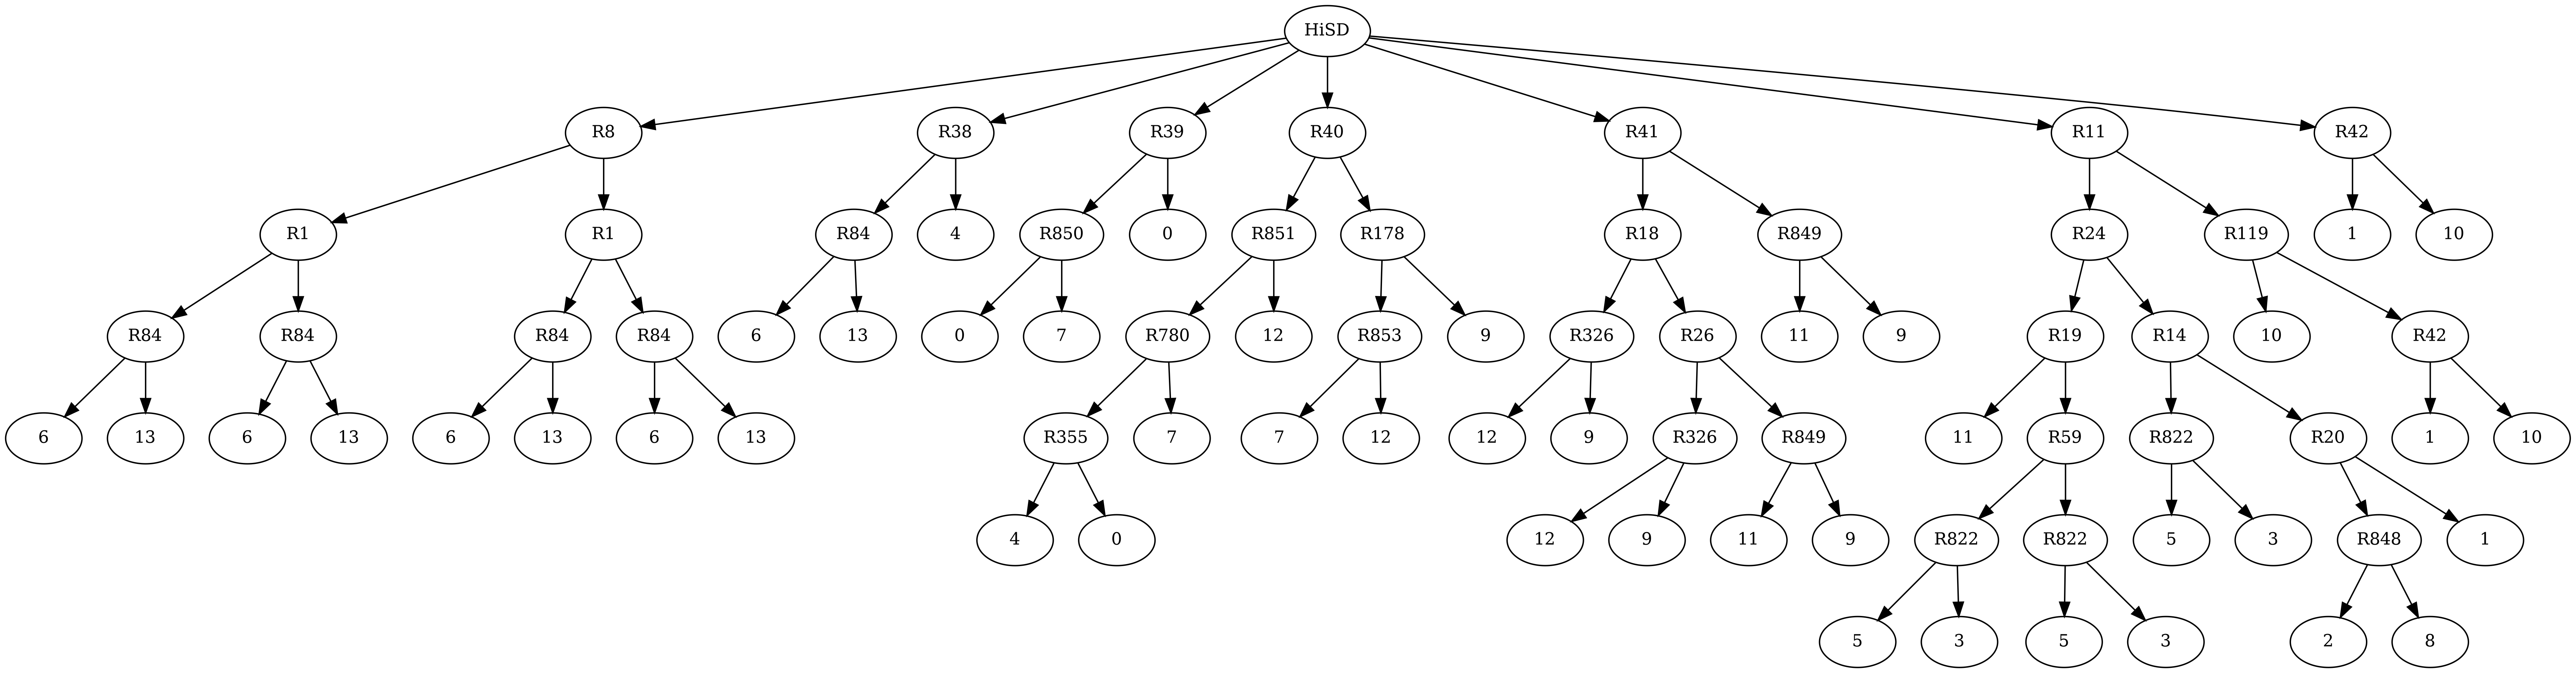 HiSD
R8 R38 R39 R40 R41 R11 R42
R1 R1 R84 4 R850 0 R851 R178 R18 R849 R24 R119 1 10
R84 R84 R84 R84 6 13 0 7 R780 12 R853 9 R326 R26 11 9 R19 R14 10 R42
6 13 6 13 6 13 6 13 R355 7 7 12 12 9 R326 R849 11 R59 R822 R20 1 10
4 0 12 9 11 9 R822 R822 5 3 R848 1
5 3 5 3 2 8